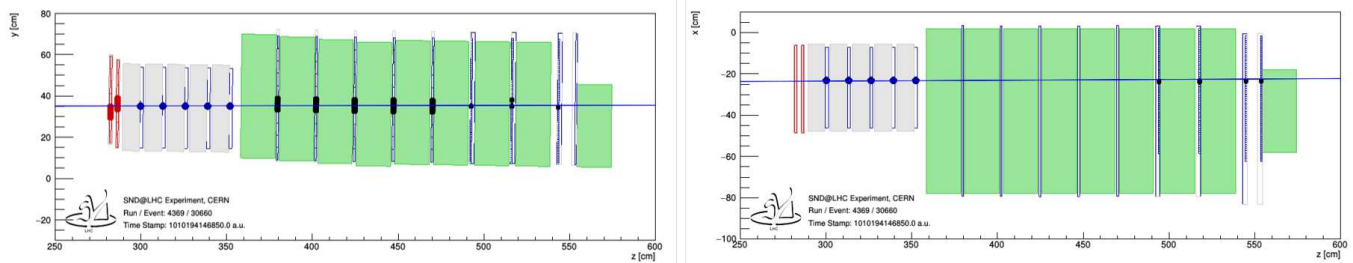 y [cm]
80
60
40
20
0
−20
SND@LHC Experiment, CERN
Run / Event: 4369 / 30660
Time Stamp: 1010194146850.0 a.u.
LHC
250 300 350 400 450 500 550 600
z [cm]
x [cm]
0
−20
−40
−60
−80
−100
SND@LHC Experiment, CERN
Run / Event: 4369 / 30660
Time Stamp: 1010194146850.0 a.u.
LHC
250 300 350 400 450 500 550 600
z [cm]